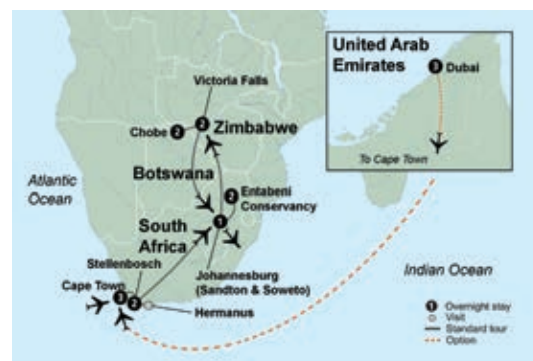 United Arab
Emirates
3 Dubai
To Cape Town
Victoria Falls
2
Chobe 2
Zimbabwe
Botswana
2 Entabeni
Conservancy
Atlantic
Ocean
South
Africa
1
Stellenbosch
Johannesburg
(Sandton & Soweto)
Cape Town
3 2
Hermanus
Indian Ocean
1 Overnight stay
Visit
Standard tour
Option